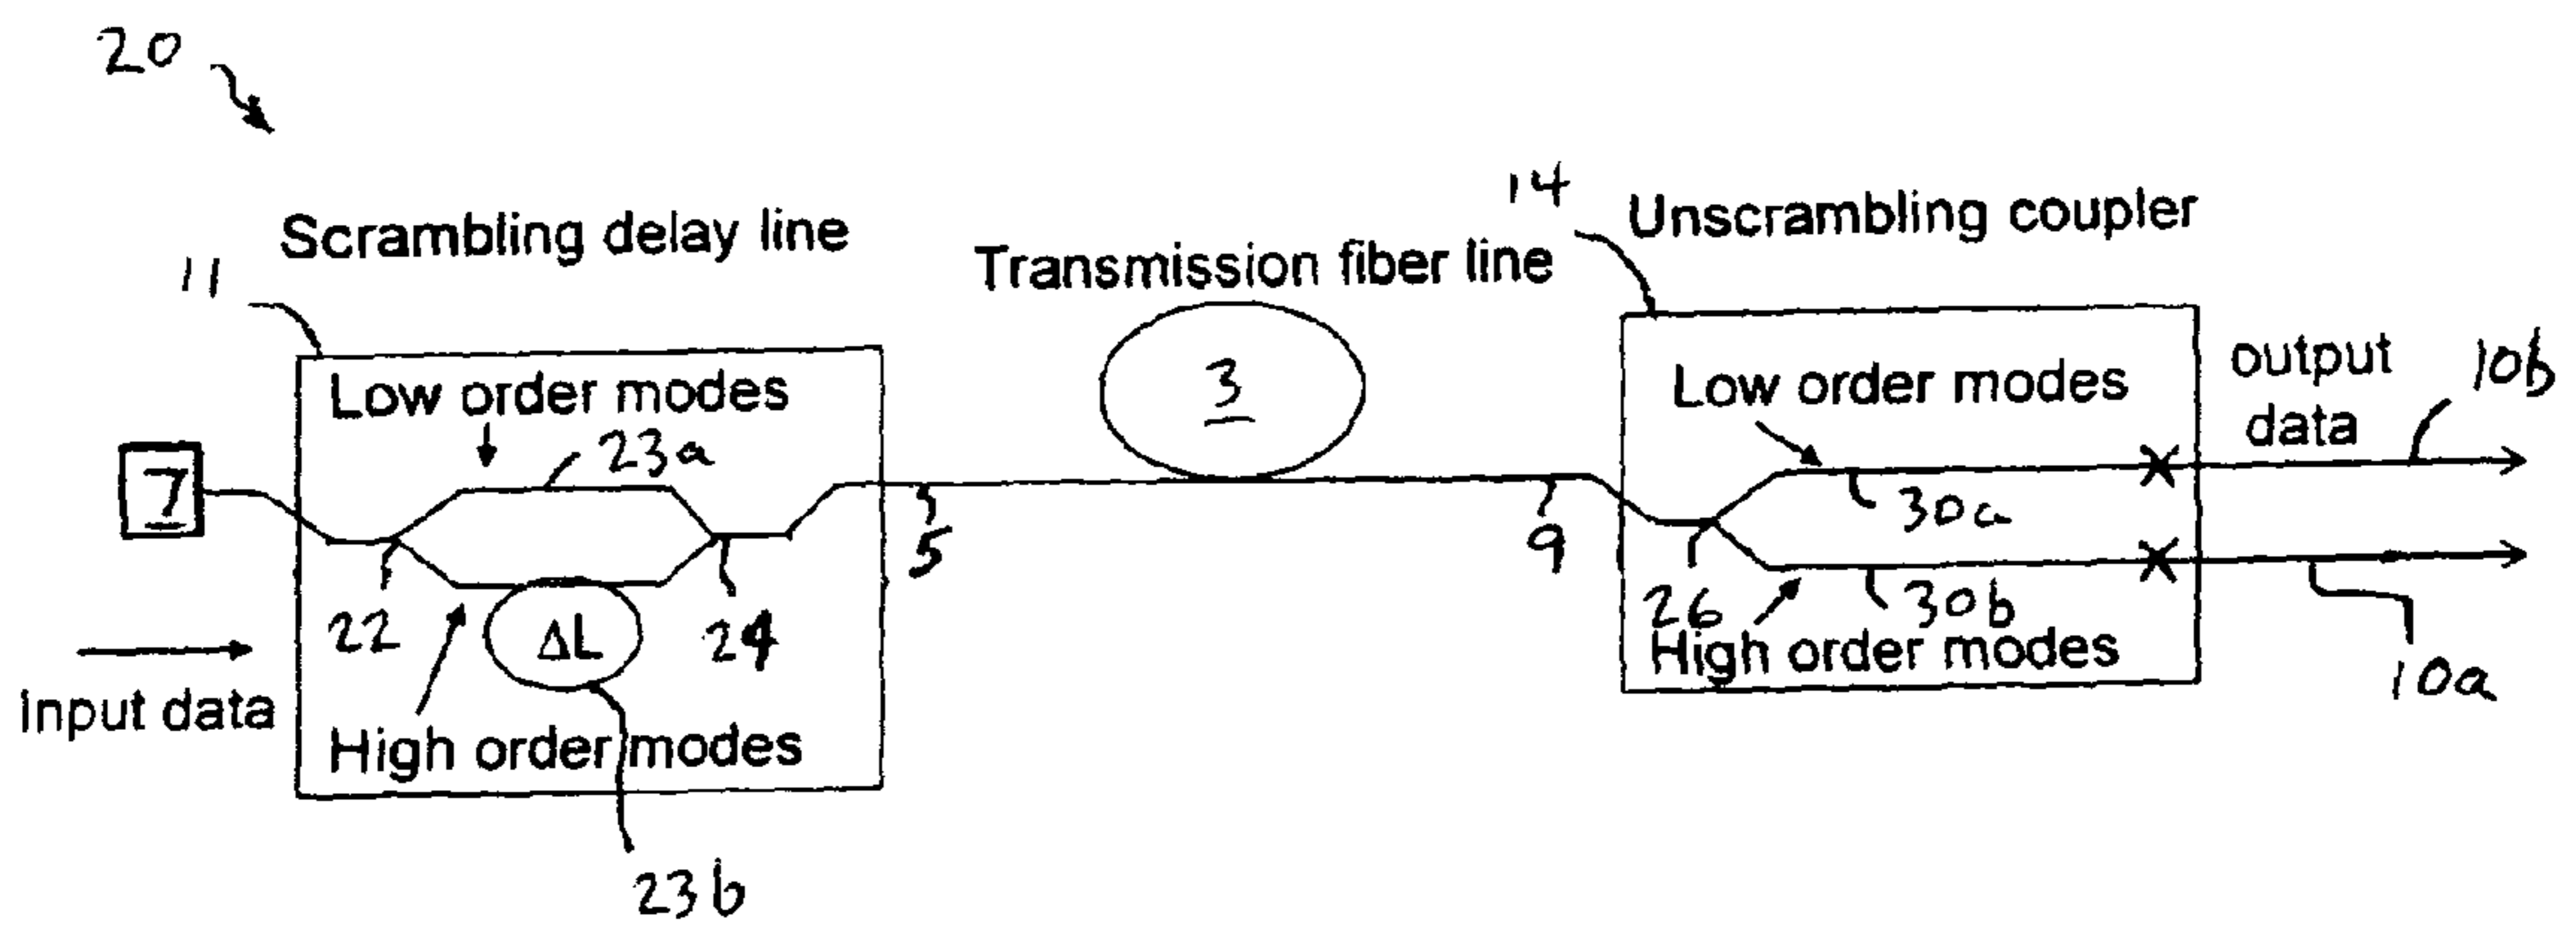 20
Scrambling delay line
11
Transmission fiber line
14
Unscrambling coupler
Low order modes
23a
7
22
ΔL
24
High order modes
23b
Input data
5
3
9
Low order modes
30a
26
30b
High order modes
output
data
10b
10a